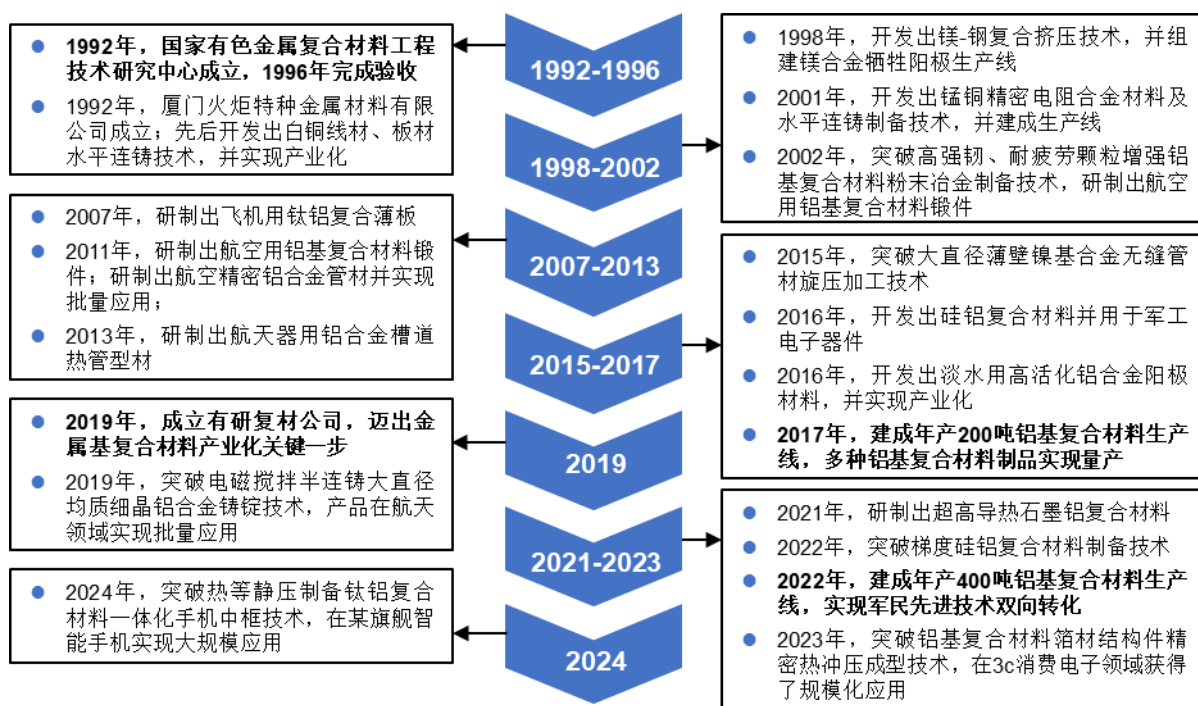 1992-1996
1992年，国家有色金属复合材料工程
技术研究中心成立，1996年完成验收
1992年，厦门火炬特种金属材料有限
公司成立；先后开发出白铜线材、板材
水平连铸技术，并实现产业化
1998-2002
1998年，开发出镁-钢复合挤压技术，并组
建镁合金牺牲阳极生产线
2001年，开发出锰铜精密电阻合金材料及
水平连铸制备技术，并建成生产线
2002年，突破高强韧、耐疲劳颗粒增强铝
基复合材料粉末冶金制备技术，研制出航空
用铝基复合材料锻件
2007-2013
2007年，研制出飞机用钛铝复合薄板
2011年，研制出航空用铝基复合材料锻
件；研制出航空精密铝合金管材并实现
批量应用；
2013年，研制出航天器用铝合金槽道
热管型材
2015-2017
2015年，突破大直径薄壁镍基合金无缝管
材旋压加工技术
2016年，开发出硅铝复合材料并用于军工
电子器件
2016年，开发出淡水用高活化铝合金阳极
材料，并实现产业化
2017年，建成年产200吨铝基复合材料生产
线，多种铝基复合材料制品实现量产
2019
2019年，成立有研复材公司，迈出金
属基复合材料产业化关键一步
2019年，突破电磁搅拌半连铸大直径
均质细晶铝合金铸锭技术，产品在航天
领域实现批量应用
2021-2023
2021年，研制出超高导热石墨铝复合材料
2022年，突破梯度硅铝复合材料制备技术
2022年，建成年产400吨铝基复合材料生产
线，实现军民先进技术双向转化
2023年，突破铝基复合材料箔材结构件精
密热冲压成型技术，在3c消费电子领域获得
了规模化应用
2024
2024年，突破热等静压制备钛铝复合
材料一体化手机中框技术，在某旗舰智
能手机实现大规模应用